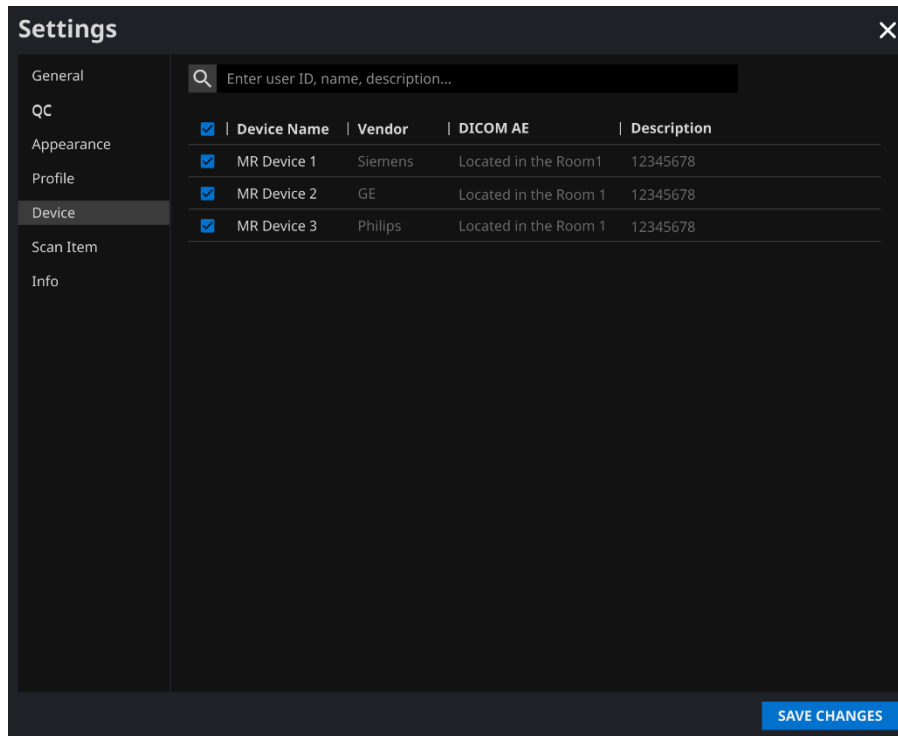 Settings
General
QC
Appearance
Profile
Device
Scan Item
Info
Enter user ID, name, description...
Device Name | Vendor | DICOM AE | Description
MR Device 1 Siemens Located in the Room1 12345678
MR Device 2 GE Located in the Room 1 12345678
MR Device 3 Philips Located in the Room 1 12345678
SAVE CHANGES